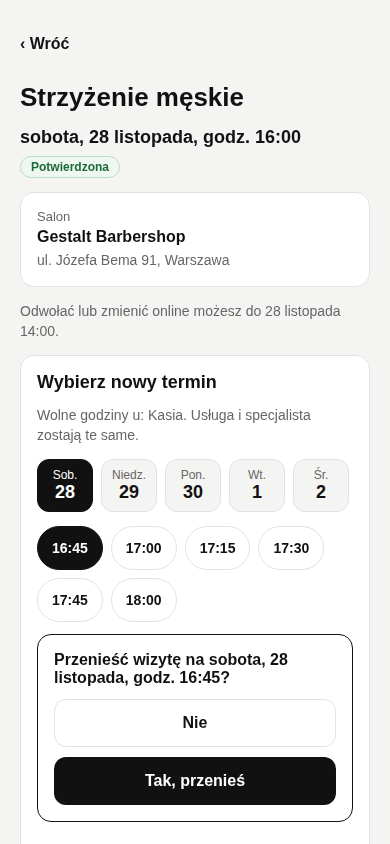 ‹ Wróć
Strzyżenie męskie
sobota, 28 listopada, godz. 16:00
Potwierdzona
Salon
Gestalt Barbershop
ul. Józefa Bema 91, Warszawa
Odwołać lub zmienić online możesz do 28 listopada
14:00.
Wybierz nowy termin
Wolne godziny u: Kasia. Usługa i specjalista
zostają te same.
Sob. Niedz. Pon. Wt. Śr.
28 29 30 1 2
16:45 17:00 17:15 17:30
17:45 18:00
Przenieść wizytę na sobota, 28
listopada, godz. 16:45?
Nie
Tak, przenieś